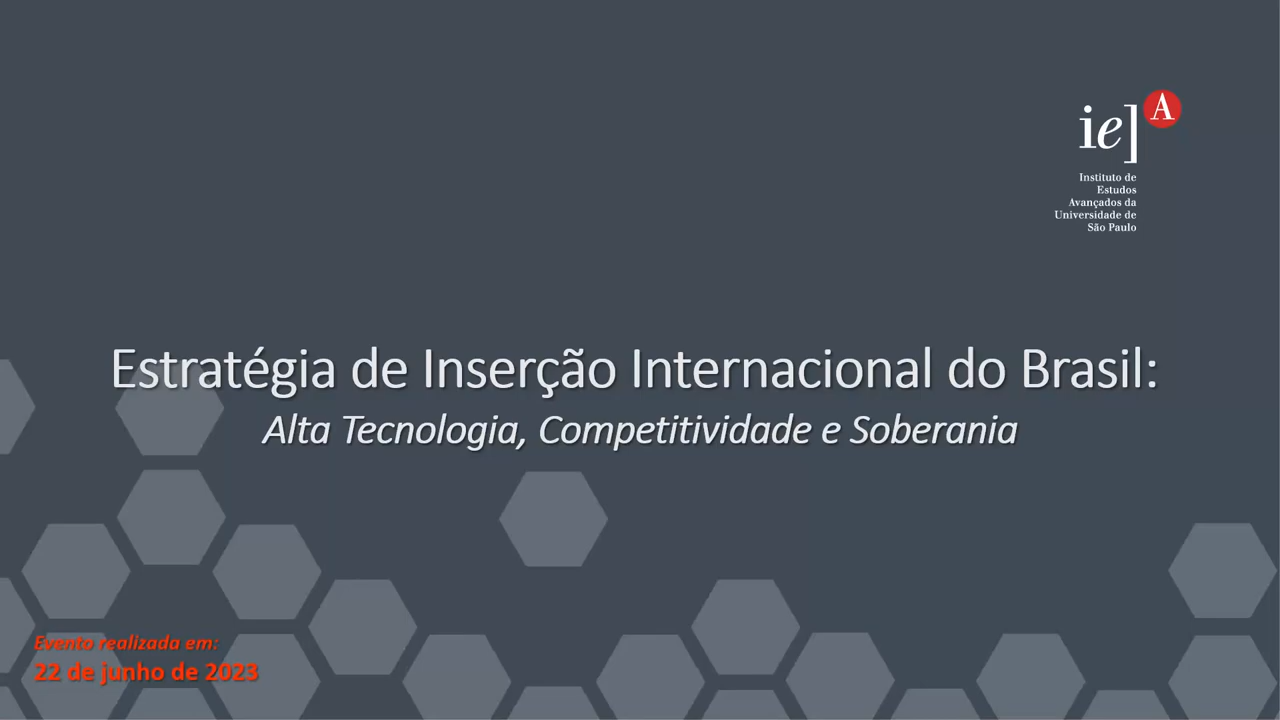 ie] A
Instituto de
Estudos
Avançados da
Universidade de
São Paulo
Estratégia de Inserção Internacional do Brasil:
Alta Tecnologia, Competitividade e Soberania
Evento realizada em:
22 de junho de 2023